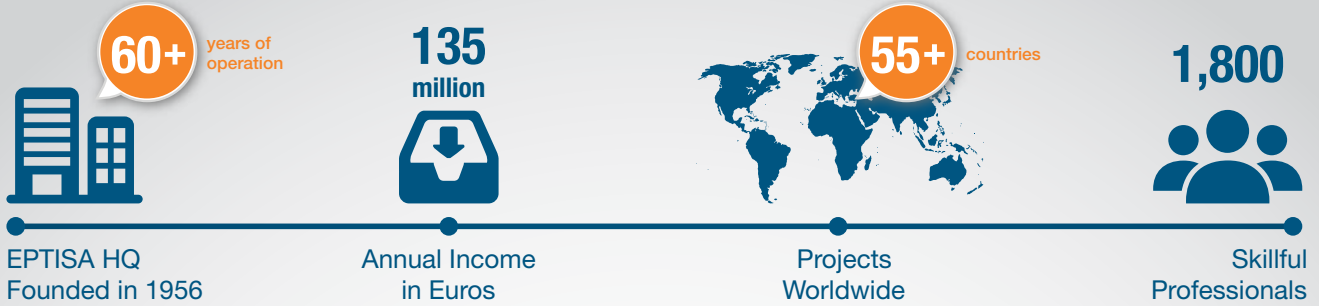 60+
years of
operation
EPTISA HQ
Founded in 1956
135
million
Annual Income
in Euros
55+
countries
Projects
Worldwide
1,800
Skillful
Professionals